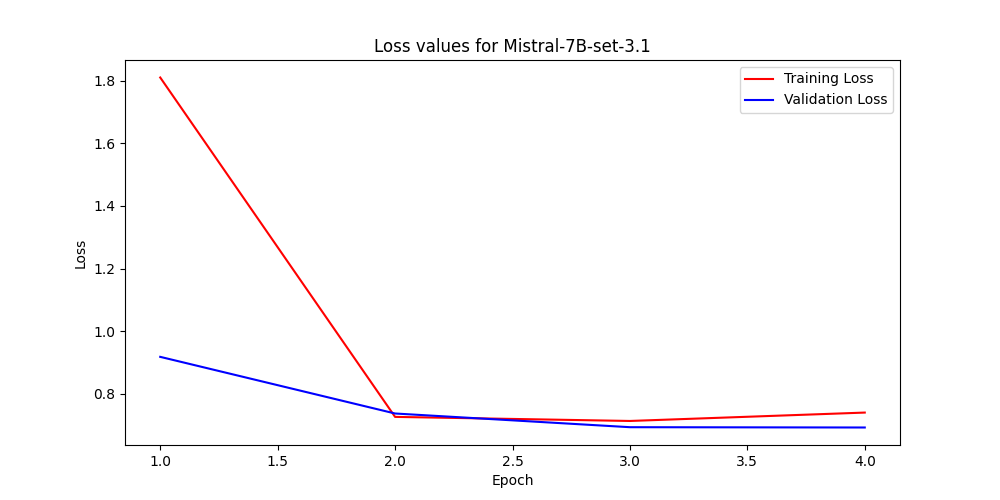 Loss values for Mistral-7B-set-3.1
Training Loss
Validation Loss
1.8
1.6
1.4
1.2
1.0
0.8
Loss
1.0 1.5 2.0 2.5 3.0 3.5 4.0
Epoch